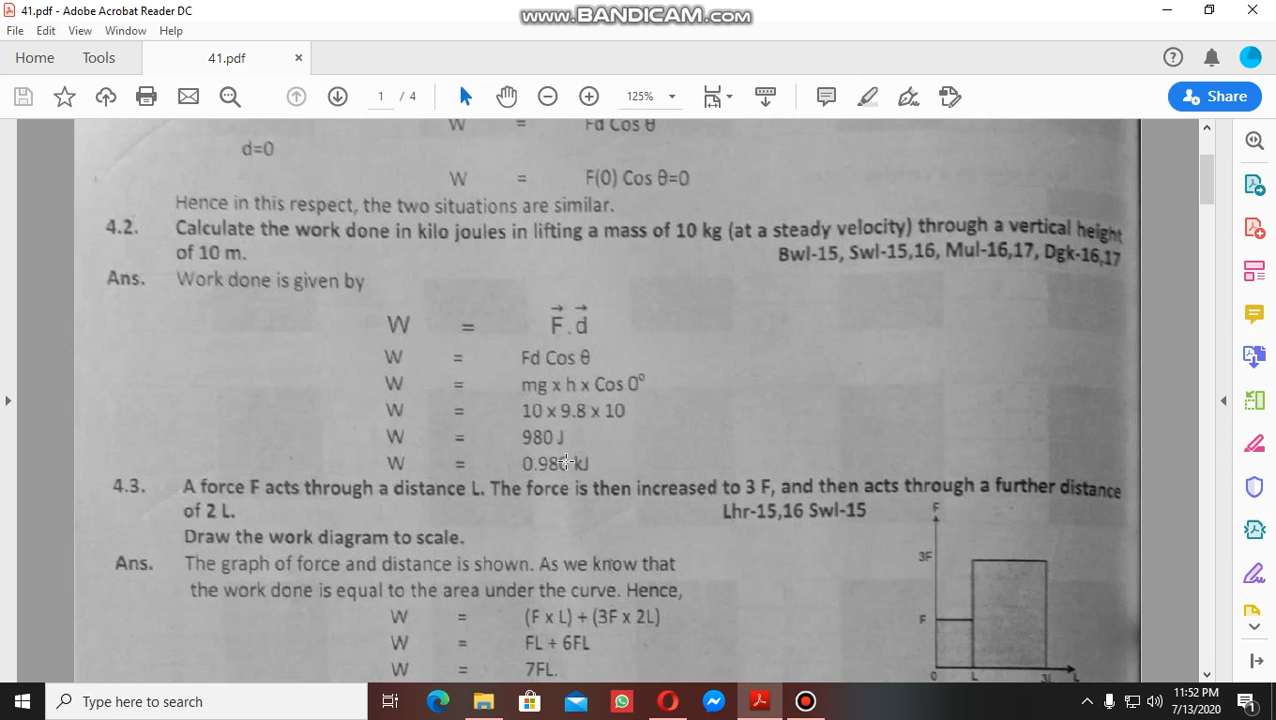 41.pdf - Adobe Acrobat Reader DC
www.BANDICAM.com
File Edit View Window Help
Home Tools 41.pdf
1 / 4 125% Share
W = Fd Cos θ
d=0
W = F(0) Cos θ=0
Hence in this respect, the two situations are similar.
4.2. Calculate the work done in kilo joules in lifting a mass of 10 kg (at a steady velocity) through a vertical height
of 10 m. Bwl-15, Swl-15,16, Mul-16,17, Dgk-16,17
Ans. Work done is given by
W = F⃗.d⃗
W = Fd Cos θ
W = mg x h x Cos 0⁰
W = 10 x 9.8 x 10
W = 980 J
W = 0.980 kJ
4.3. A force F acts through a distance L. The force is then increased to 3 F, and then acts through a further distance
of 2 L. Lhr-15,16 Swl-15
Draw the work diagram to scale.
Ans. The graph of force and distance is shown. As we know that
the work done is equal to the area under the curve. Hence,
W = (F x L) + (3F x 2L)
W = FL + 6FL
W = 7FL.
F
3F
F
0 L 3L L
Type here to search
11:52 PM
7/13/2020
1